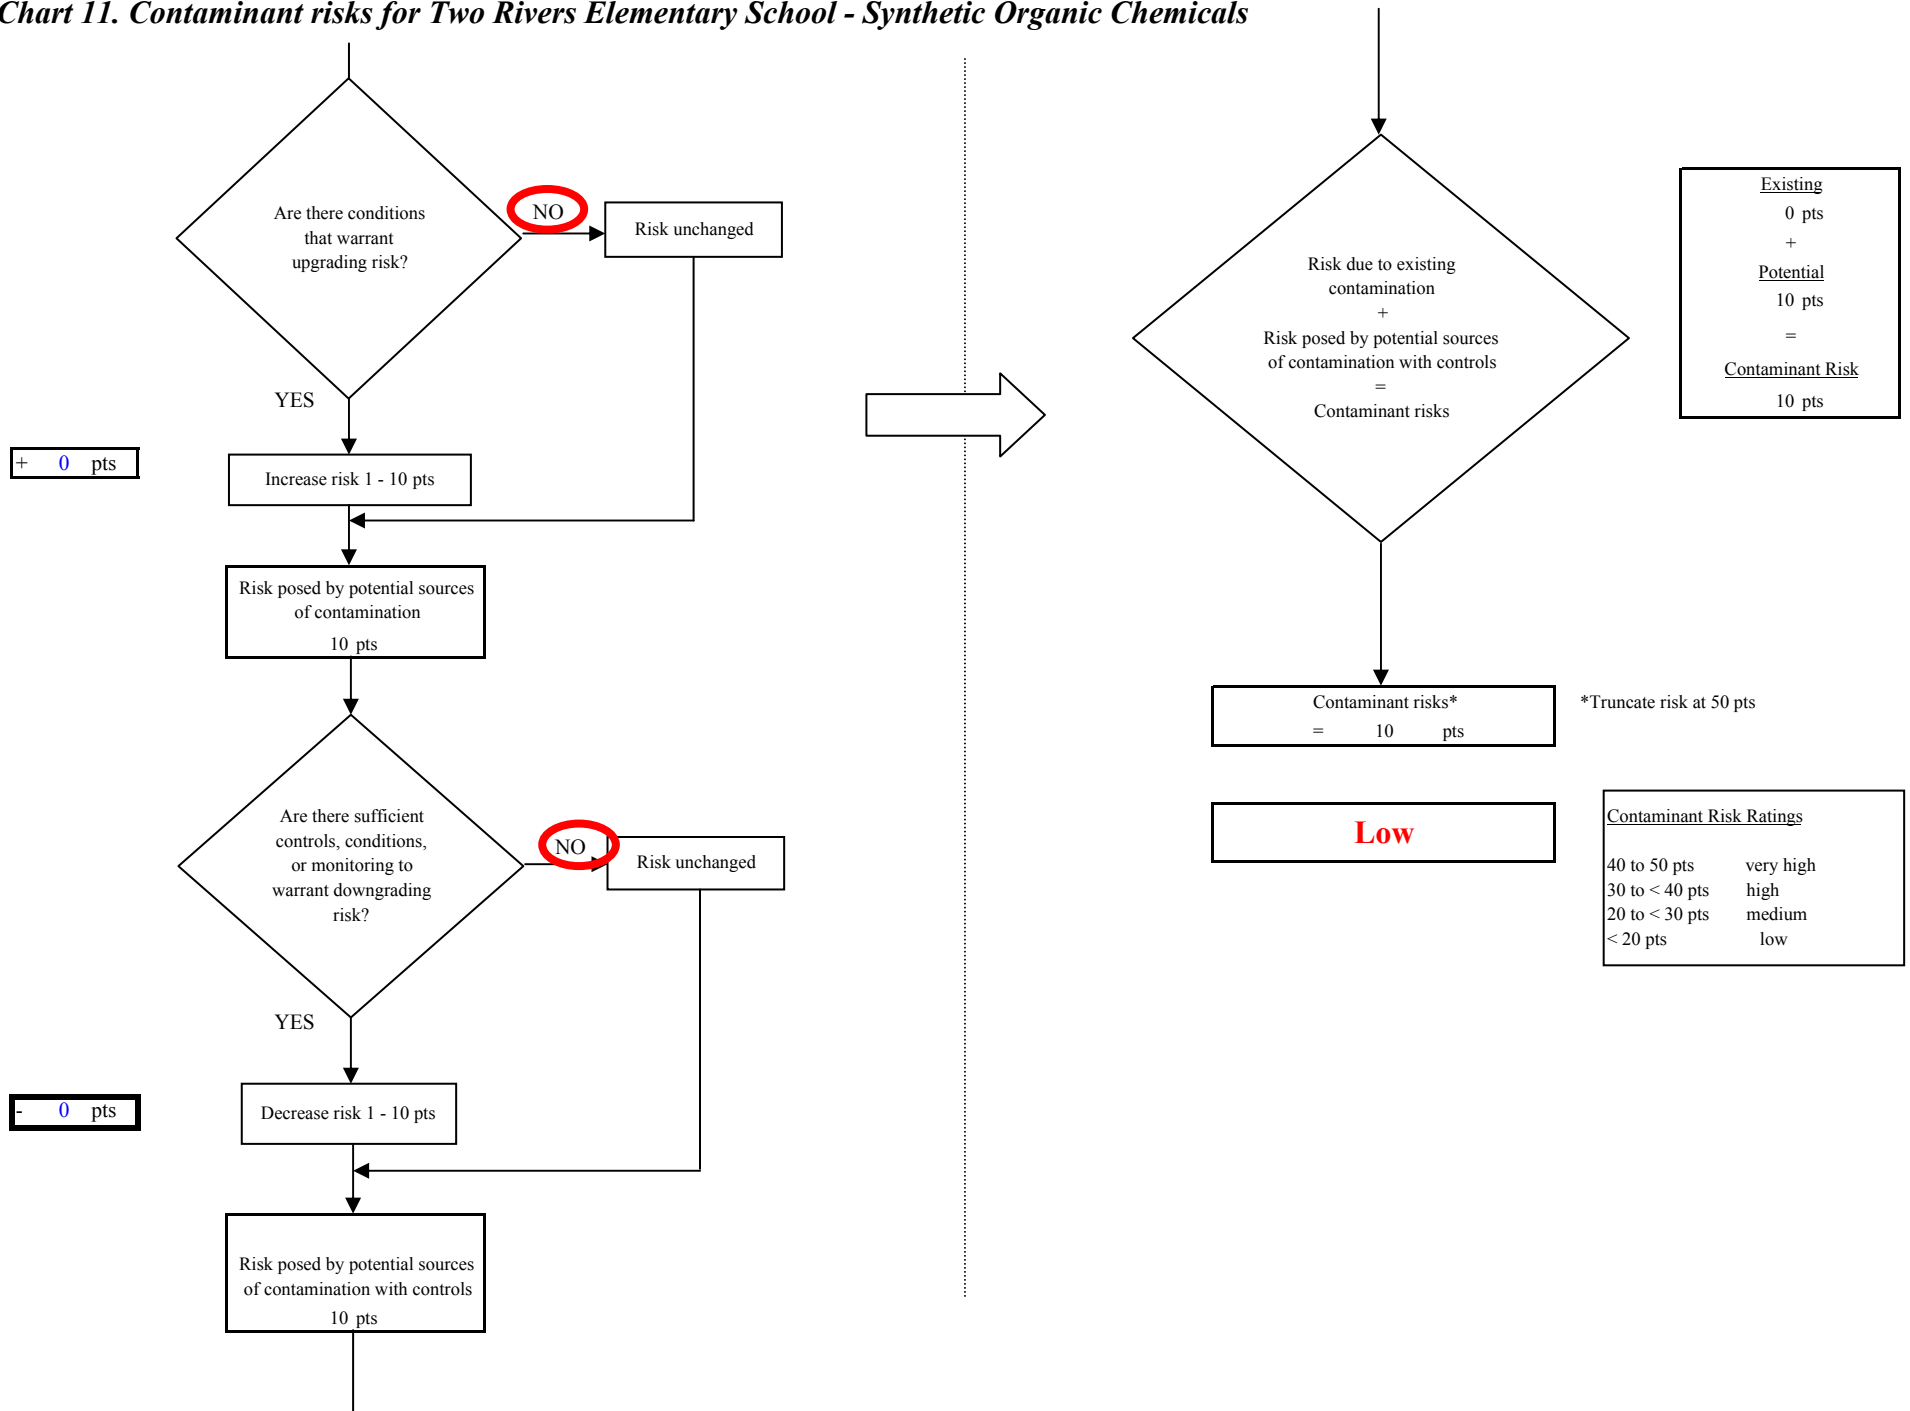 Chart 11. Contaminant risks for Two Rivers Elementary School - Synthetic Organic Chemicals
Are there conditions
that warrant
upgrading risk?
NO
Risk unchanged
YES
+ 0 pts
Increase risk 1 - 10 pts
Risk posed by potential sources
of contamination
10 pts
Are there sufficient
controls, conditions,
or monitoring to
warrant downgrading
risk?
NO
Risk unchanged
YES
- 0 pts
Decrease risk 1 - 10 pts
Risk posed by potential sources
of contamination with controls
10 pts
Risk due to existing
contamination
+
Risk posed by potential sources
of contamination with controls
=
Contaminant risks
Existing
0 pts
+
Potential
10 pts
=
Contaminant Risk
10 pts
Contaminant risks*
= 10 pts
*Truncate risk at 50 pts
Low
Contaminant Risk Ratings
40 to 50 pts very high
30 to < 40 pts high
20 to < 30 pts medium
< 20 pts low